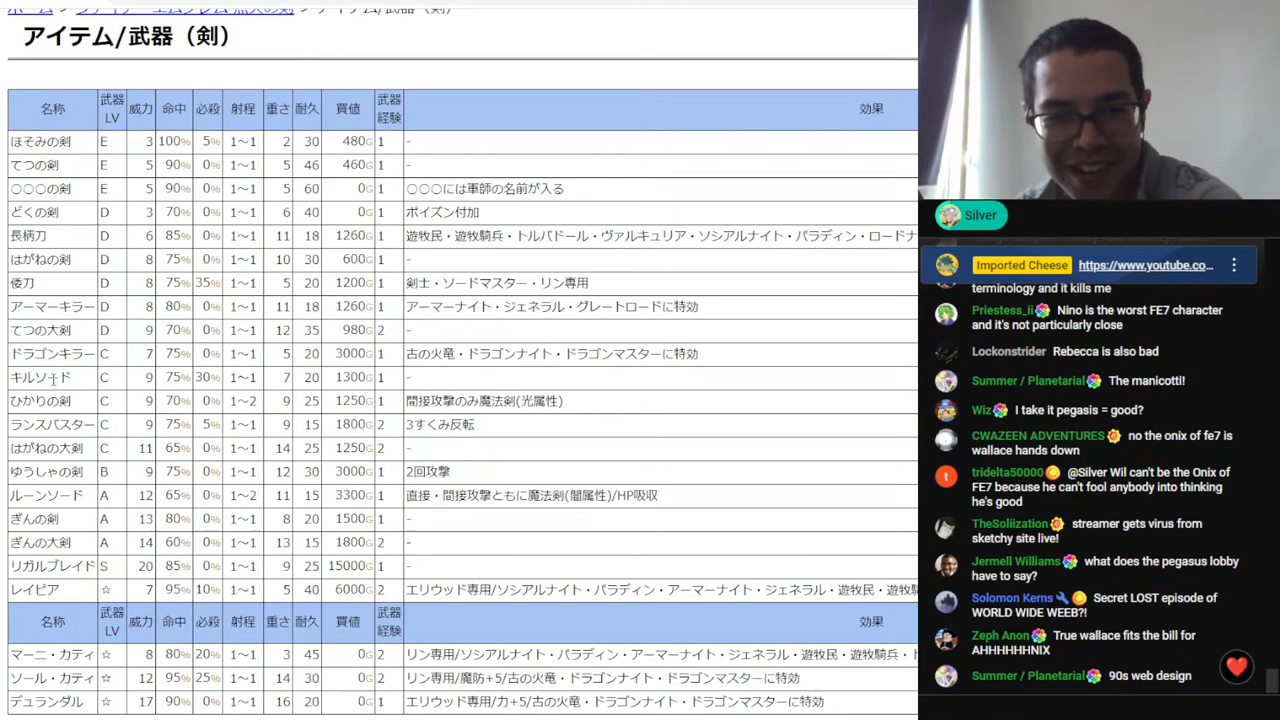 アイテム/武器（剣）
名称 武器LV 威力 命中 必殺 射程 重さ 耐久 買値 武器経験 効果
ほそみの剣 E 3 100% 5% 1～1 2 30 480G 1 -
てつの剣 E 5 90% 0% 1～1 5 46 460G 1 -
○○○の剣 E 5 90% 0% 1～1 5 60 0G 1 ○○○には軍師の名前が入る
どくの剣 D 3 70% 0% 1～1 6 40 0G 1 ポイズン付加
長柄刀 D 6 85% 0% 1～1 11 18 1260G 1 遊牧民・遊牧騎兵・トルバドール・ヴァルキュリア・ソシアルナイト・パラディン・ロードナ
はがねの剣 D 8 75% 0% 1～1 10 30 600G 1 -
倭刀 D 8 75% 35% 1～1 5 20 1200G 1 剣士・ソードマスター・リン専用
アーマーキラー D 8 80% 0% 1～1 11 18 1260G 1 アーマーナイト・ジェネラル・グレートロードに特効
てつの大剣 D 9 70% 0% 1～1 12 35 980G 2 -
ドラゴンキラー C 7 75% 0% 1～1 5 20 3000G 1 古の火竜・ドラゴンナイト・ドラゴンマスターに特効
キルソード C 9 75% 30% 1～1 7 20 1300G 1 -
ひかりの剣 C 9 70% 0% 1～2 9 25 1250G 1 間接攻撃のみ魔法剣(光属性)
ランスバスター C 9 75% 5% 1～1 9 15 1800G 2 3すくみ反転
はがねの大剣 C 11 65% 0% 1～1 14 25 1250G 2 -
ゆうしゃの剣 B 9 75% 0% 1～1 12 30 3000G 1 2回攻撃
ルーンソード A 12 65% 0% 1～2 11 15 3300G 1 直接・間接攻撃ともに魔法剣(闇属性)/HP吸収
ぎんの剣 A 13 80% 0% 1～1 8 20 1500G 1 -
ぎんの大剣 A 14 60% 0% 1～1 13 15 1800G 2 -
リガルブレイド S 20 85% 0% 1～1 9 25 15000G 1 -
レイピア ☆ 7 95% 10% 1～1 5 40 6000G 2 エリウッド専用/ソシアルナイト・パラディン・アーマーナイト・ジェネラル・遊牧民・遊牧騎
名称 武器LV 威力 命中 必殺 射程 重さ 耐久 買値 武器経験 効果
マーニ・カティ ☆ 8 80% 20% 1～1 3 45 0G 2 リン専用/ソシアルナイト・パラディン・アーマーナイト・ジェネラル・遊牧民・遊牧騎兵・ト
ソール・カティ ☆ 12 95% 25% 1～1 14 30 0G 2 リン専用/魔防+5/古の火竜・ドラゴンナイト・ドラゴンマスターに特効
デュランダル ☆ 17 90% 0% 1～1 16 20 0G 1 エリウッド専用/力+5/古の火竜・ドラゴンナイト・ドラゴンマスターに特効
Silver
Imported Cheese https://www.youtube.co...
terminology and it kills me
Priestess_ii Nino is the worst FE7 character
and it's not particularly close
Lockonstrider Rebecca is also bad
Summer / Planetarial The manicotti!
Wiz I take it pegasis = good?
CWAZEEN ADVENTURES no the onix of fe7 is
wallace hands down
tridelta50000 @Silver Wil can't be the Onix of
FE7 because he can't fool anybody into thinking
he's good
TheSoliization streamer gets virus from
sketchy site live!
Jermell Williams what does the pegasus lobby
have to say?
Solomon Kerns Secret LOST episode of
WORLD WIDE WEEB?!
Zeph Anon True wallace fits the bill for
AHHHHHHNIX
Summer / Planetarial 90s web design